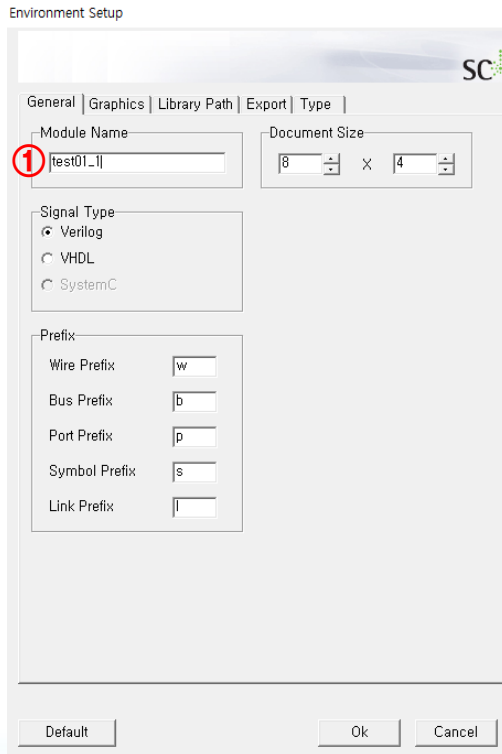 Environment Setup
SC
General Graphics Library Path Export Type
Module Name
① test01_1
Document Size
8 X 4
Signal Type
Verilog
VHDL
SystemC
Prefix
Wire Prefix w
Bus Prefix b
Port Prefix p
Symbol Prefix s
Link Prefix l
Default Ok Cancel